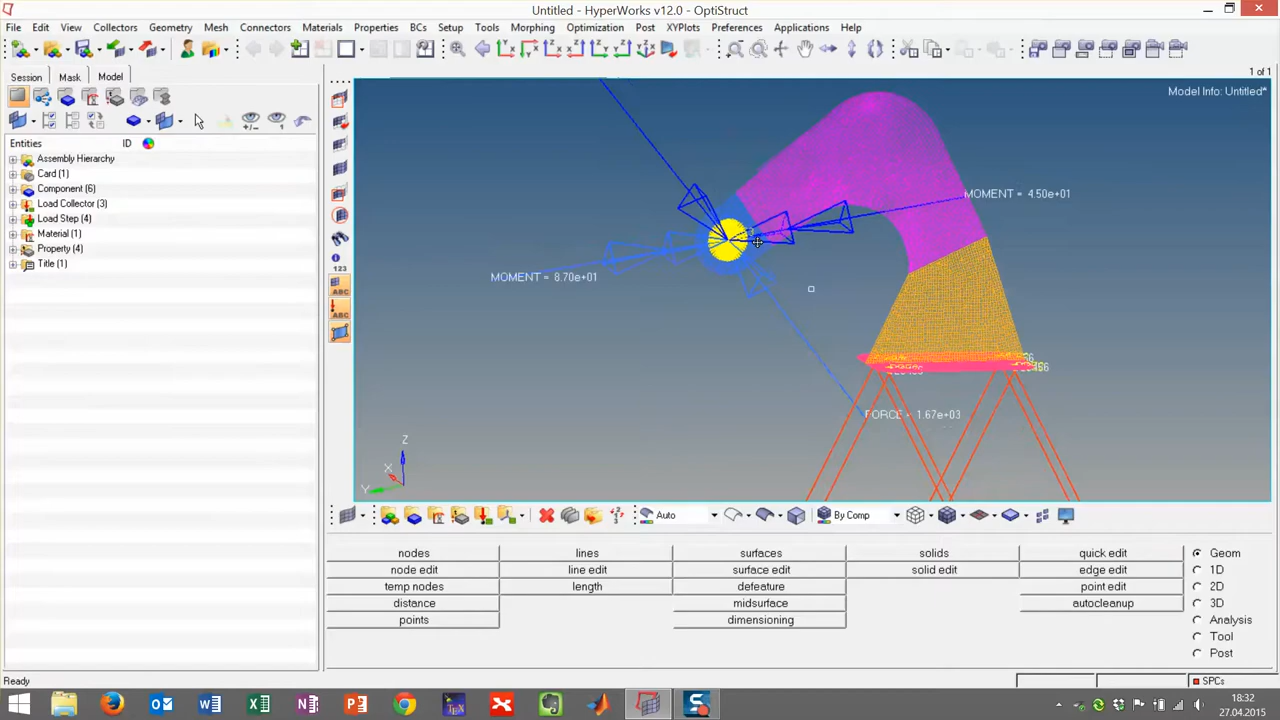 Untitled - HyperWorks v12.0 - OptiStruct
File Edit View Collectors Geometry Mesh Connectors Materials Properties BCs Setup Tools Morphing Optimization Post XYPlots Preferences Applications Help
Session Mask Model
1 of 1
Model Info: Untitled*
Entities ID
Assembly Hierarchy
Card (1)
Component (6)
Load Collector (3)
Load Step (4)
Material (1)
Property (4)
Title (1)
123
ABC
ABC
MOMENT = 4.50e+01
MOMENT = 8.70e+01
FORCE = 1.67e+03
Z
X
Y
Auto
By Comp
nodes lines surfaces solids quick edit Geom
node edit line edit surface edit solid edit edge edit 1D
temp nodes length defeature point edit 2D
distance midsurface autocleanup 3D
points dimensioning Analysis
Tool
Post
Ready
SPCs
18:32
27.04.2015